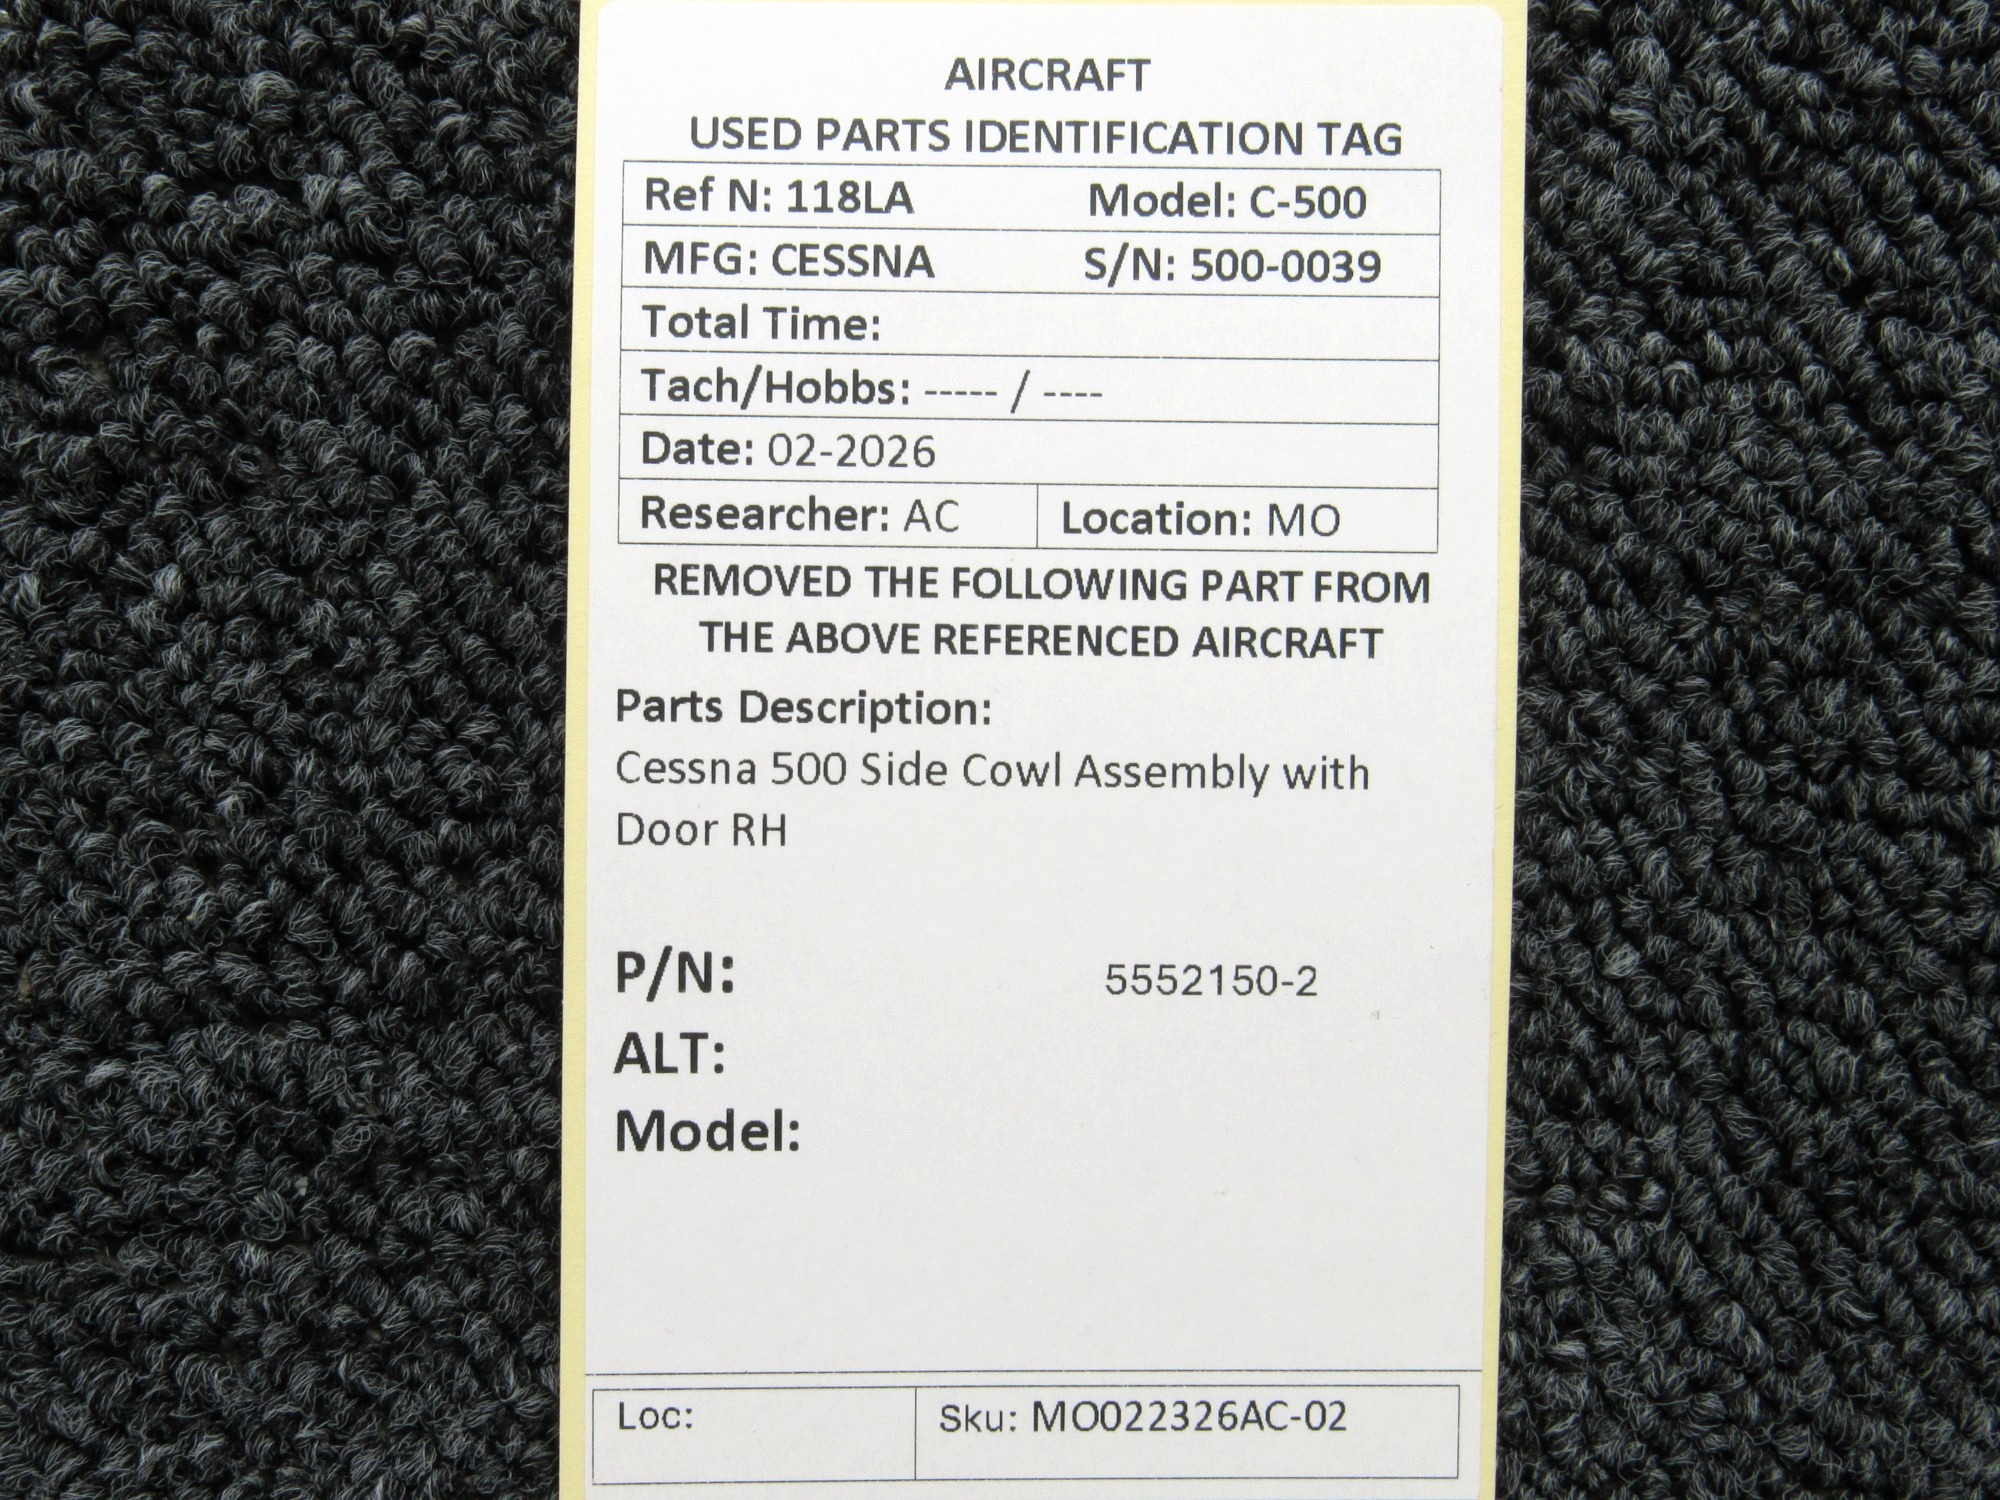 AIRCRAFT
USED PARTS IDENTIFICATION TAG
Ref N: 118LA Model: C-500
MFG: CESSNA S/N: 500-0039
Total Time:
Tach/Hobbs: ----- / ----
Date: 02-2026
Researcher: AC Location: MO
REMOVED THE FOLLOWING PART FROM
THE ABOVE REFERENCED AIRCRAFT
Parts Description:
Cessna 500 Side Cowl Assembly with
Door RH
P/N: 5552150-2
ALT:
Model:
Loc: Sku: MO022326AC-02